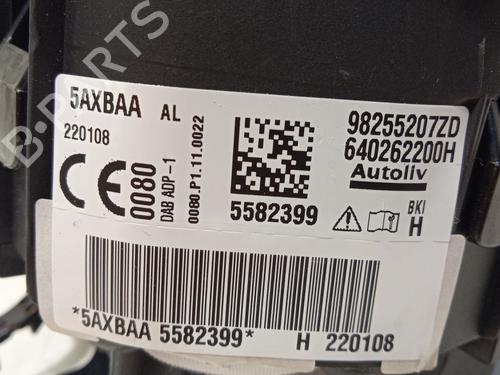 5AXBAA AL
220108
CE 0080
DAB ADP-1
0080.P1.11.0022
98255207ZD
640262200H
Autoliv
5582399
BKI
H
*5AXBAA 5582399* H 220108